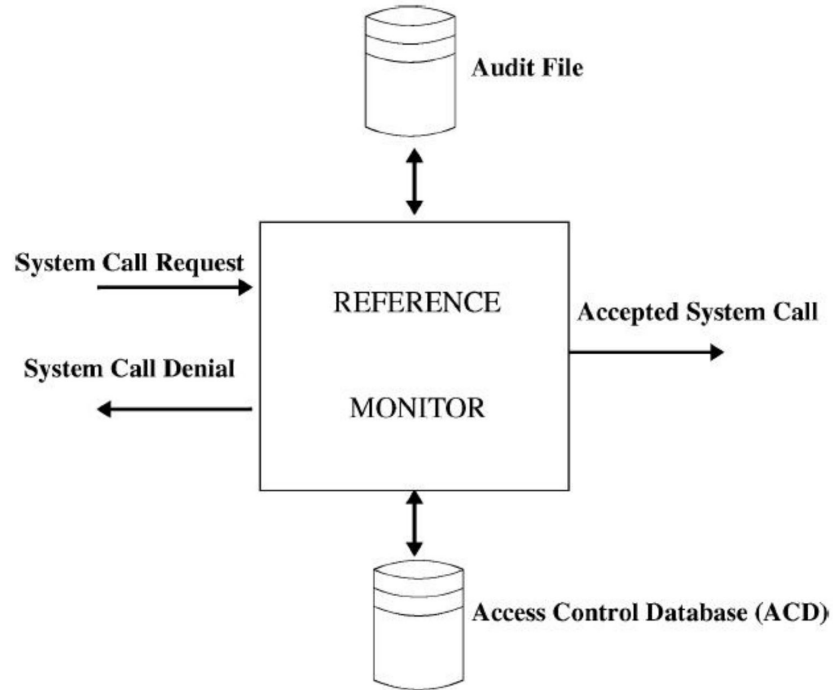 Audit File
System Call Request
REFERENCE
Accepted System Call
System Call Denial
MONITOR
Access Control Database (ACD)